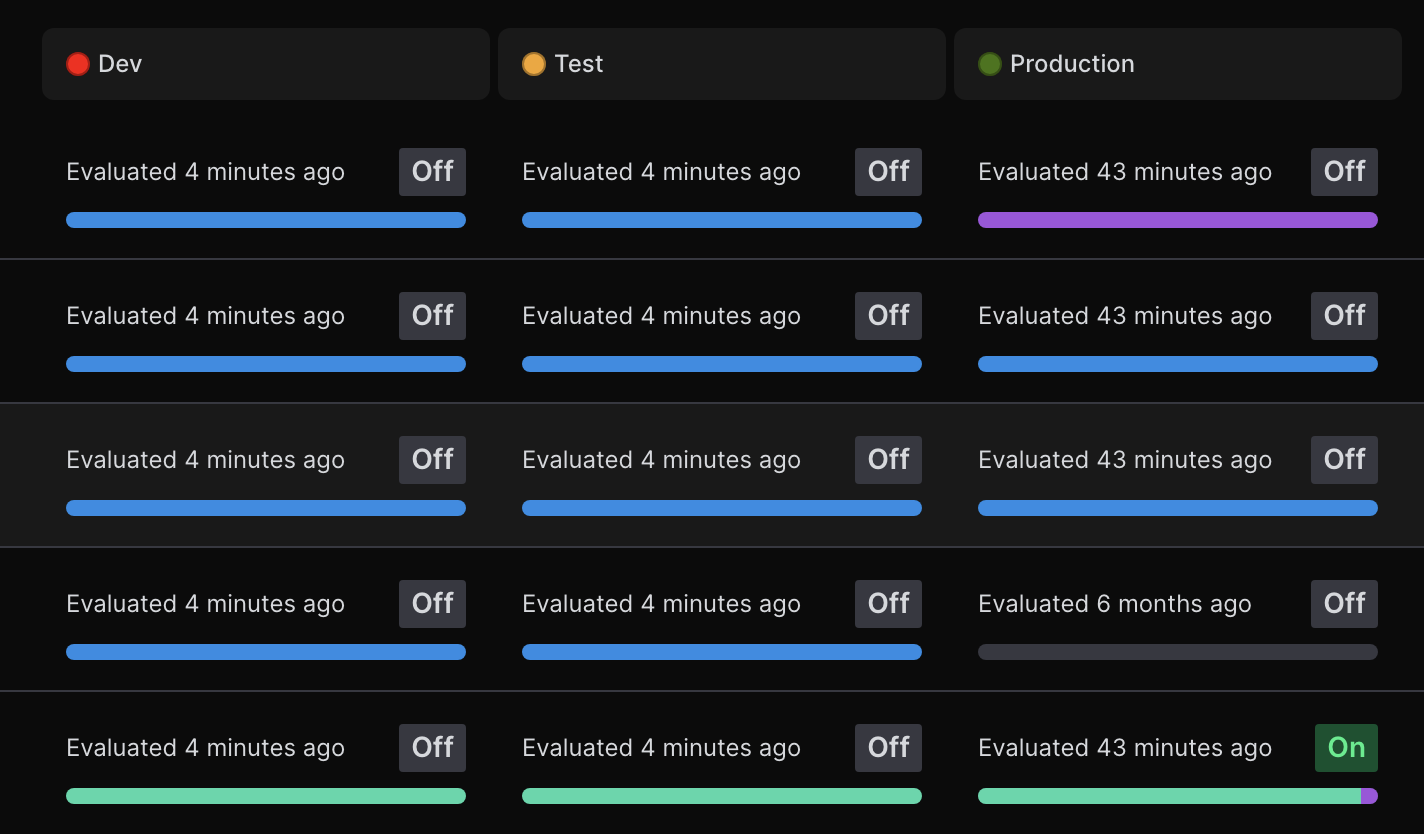 Dev Test Production
Evaluated 4 minutes ago Off Evaluated 4 minutes ago Off Evaluated 43 minutes ago Off
Evaluated 4 minutes ago Off Evaluated 4 minutes ago Off Evaluated 43 minutes ago Off
Evaluated 4 minutes ago Off Evaluated 4 minutes ago Off Evaluated 43 minutes ago Off
Evaluated 4 minutes ago Off Evaluated 4 minutes ago Off Evaluated 6 months ago Off
Evaluated 4 minutes ago Off Evaluated 4 minutes ago Off Evaluated 43 minutes ago On